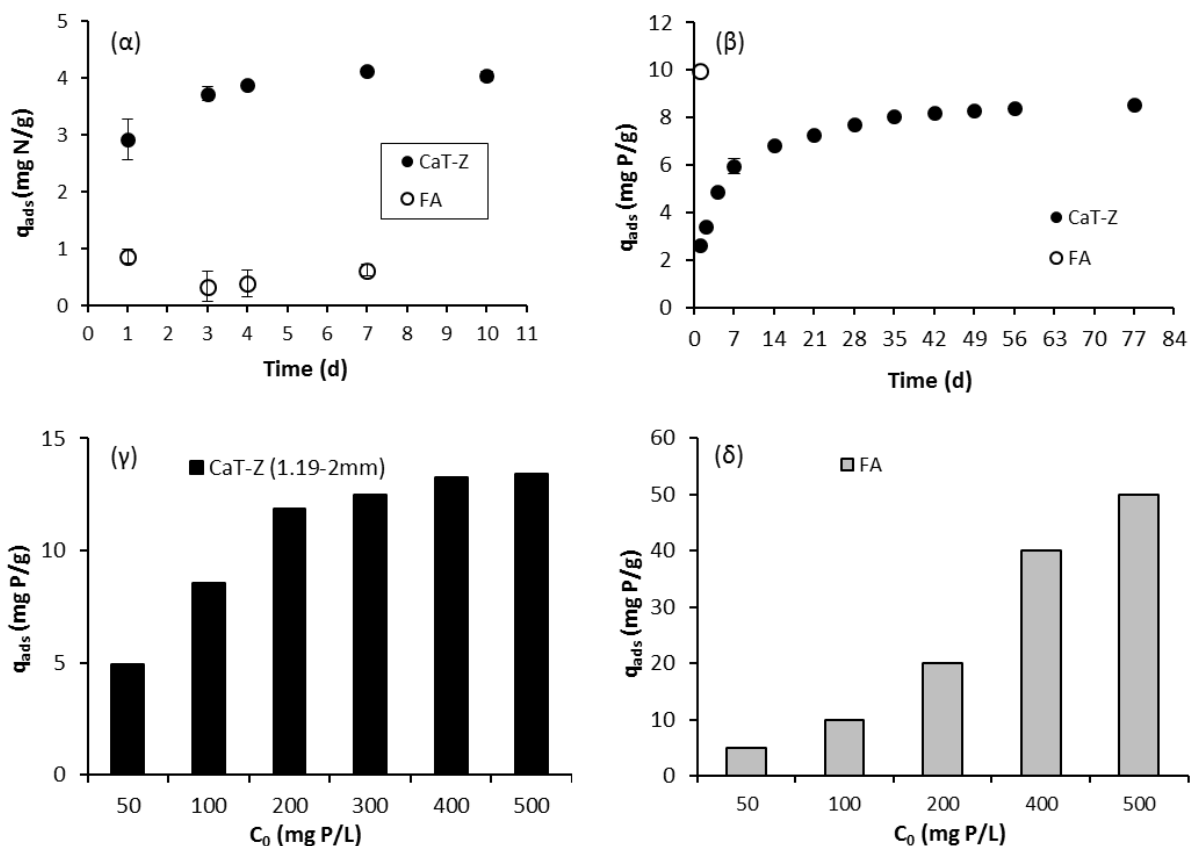 (α)
5
4
3
2
1
0
q_ads (mg N/g)
CaT-Z
FA
0 1 2 3 4 5 6 7 8 9 10 11
Time (d)
(β)
12
10
8
6
4
2
0
q_ads (mg P/g)
CaT-Z
FA
0 7 14 21 28 35 42 49 56 63 70 77 84
Time (d)
(γ)
CaT-Z (1.19-2mm)
15
10
5
0
q_ads (mg P/g)
50 100 200 300 400 500
C₀ (mg P/L)
(δ)
FA
60
50
40
30
20
10
0
q_ads (mg P/g)
50 100 200 400 500
C₀ (mg P/L)